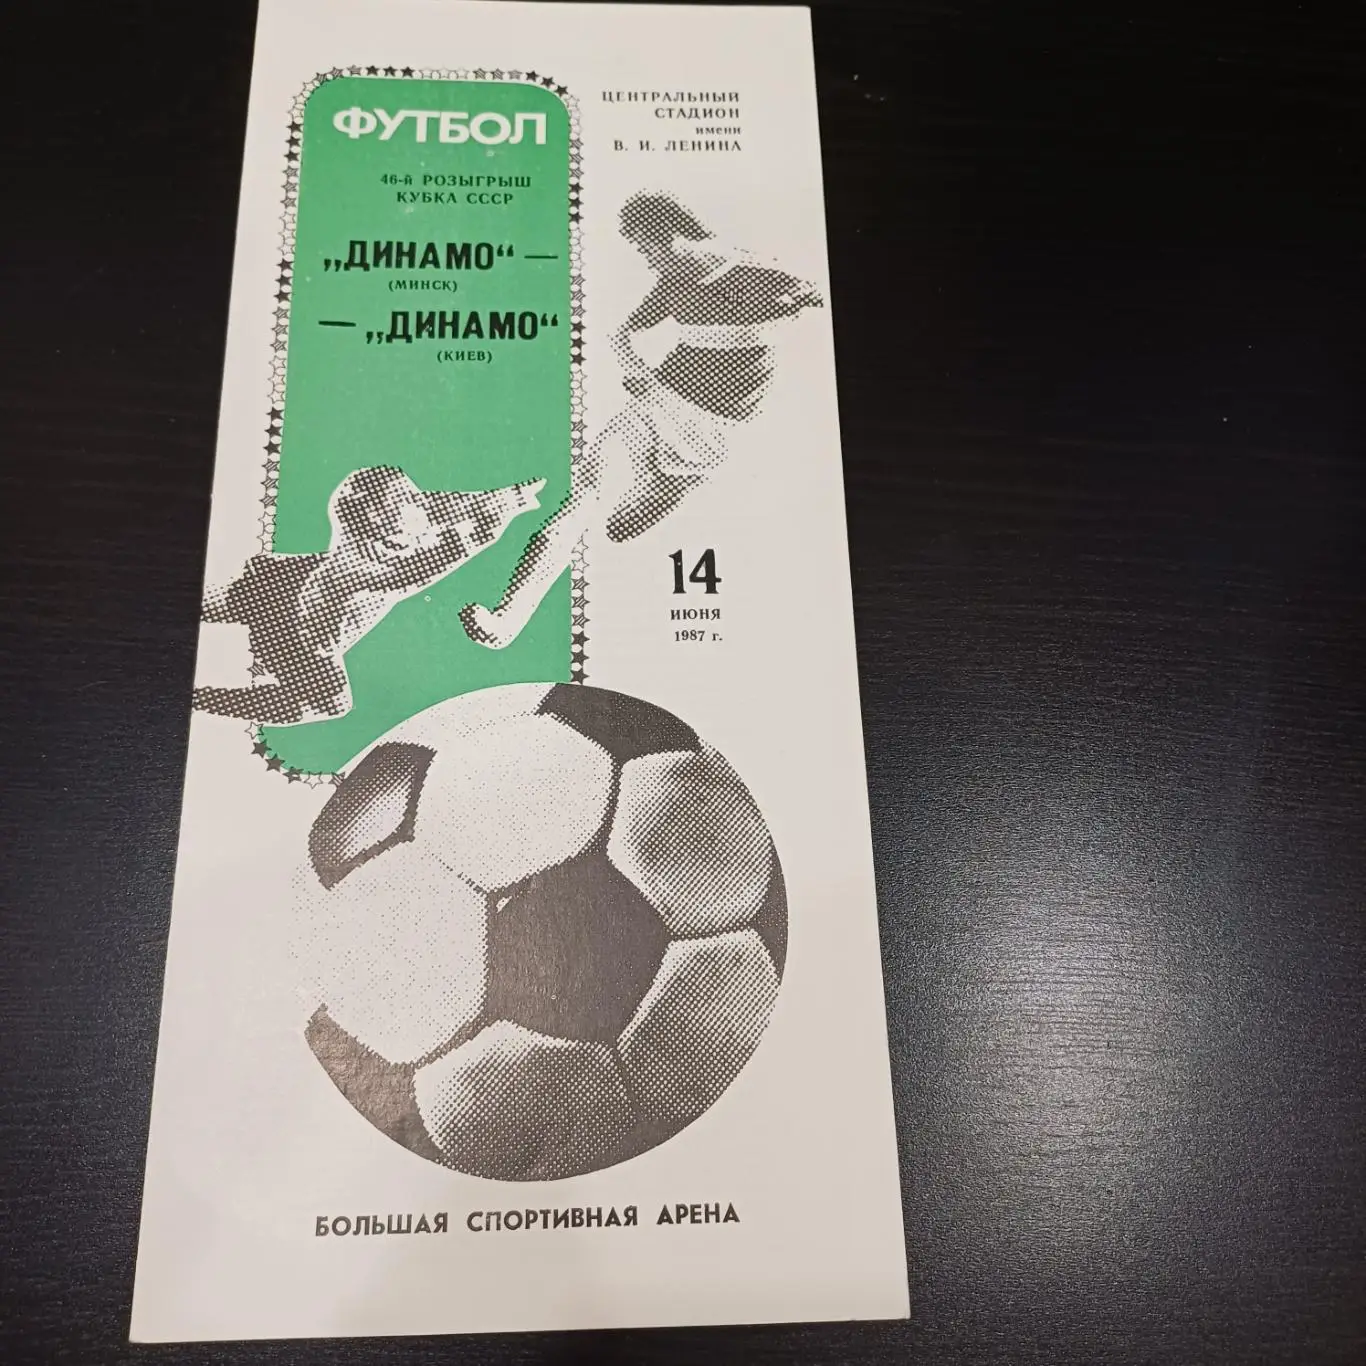 ФУТБОЛ
46-й РОЗЫГРЫШ
КУБКА СССР
„ДИНАМО“ —
(МИНСК)
— „ДИНАМО“
(КИЕВ)
ЦЕНТРАЛЬНЫЙ
СТАДИОН
имени
В. И. ЛЕНИНА
14
ИЮНЯ
1987 г.
БОЛЬШАЯ СПОРТИВНАЯ АРЕНА